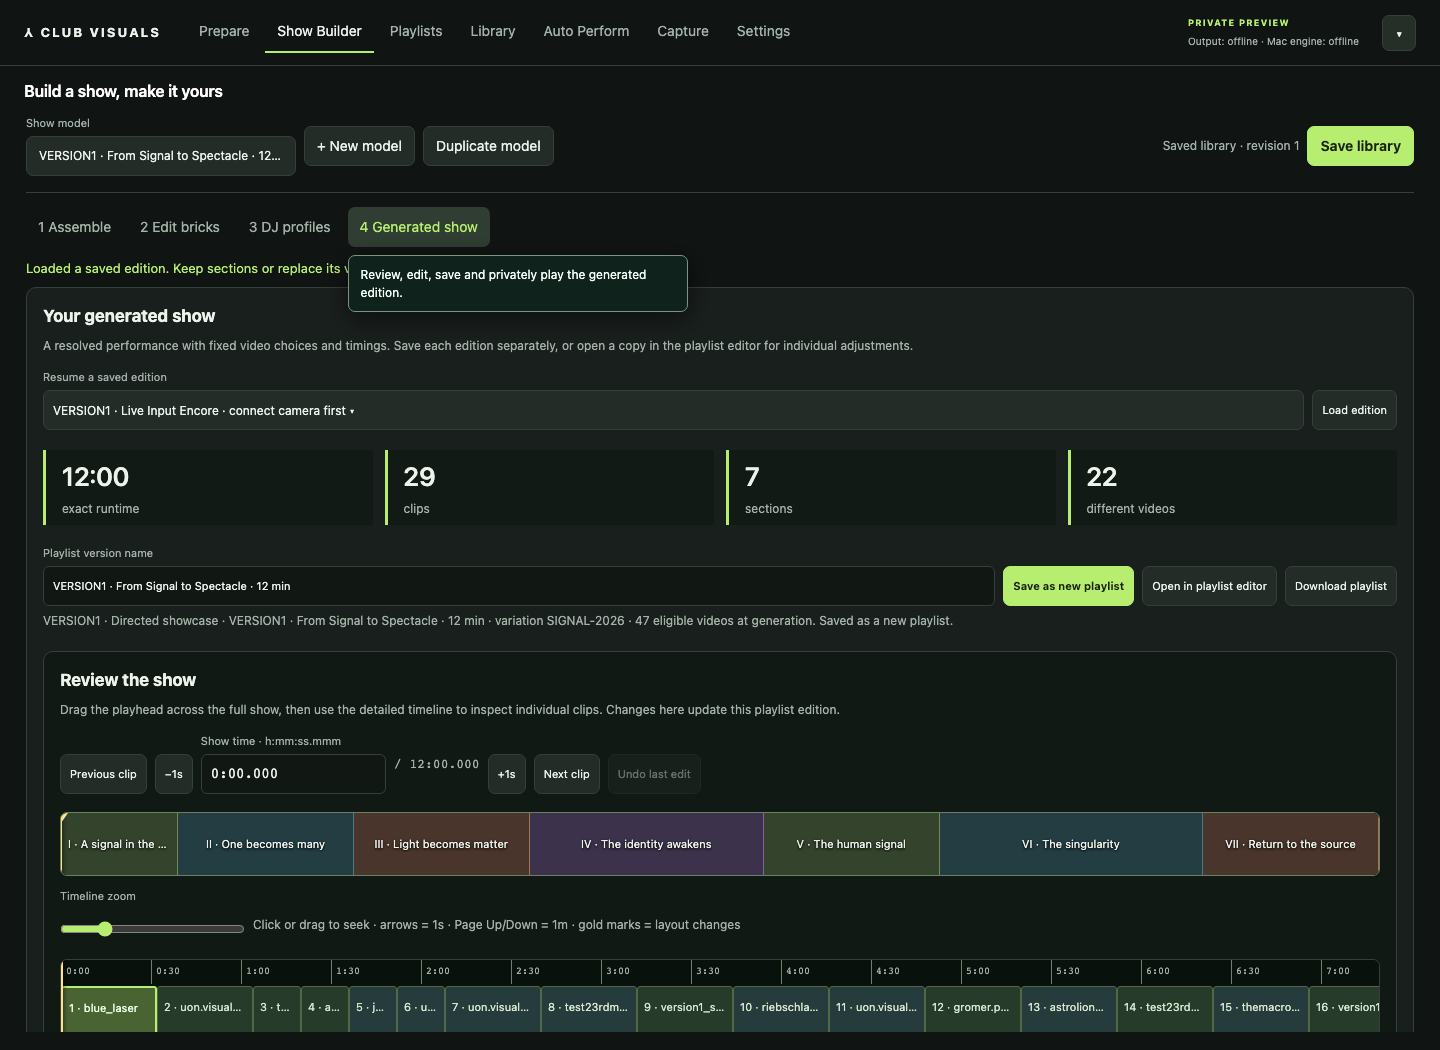 ⅄ CLUB VISUALS
Prepare
Show Builder
Playlists
Library
Auto Perform
Capture
Settings
PRIVATE PREVIEW
Output: offline · Mac engine: offline
Build a show, make it yours
Show model
VERSION1 · From Signal to Spectacle · 12...
+ New model
Duplicate model
Saved library · revision 1
Save library
1 Assemble
2 Edit bricks
3 DJ profiles
4 Generated show
Loaded a saved edition. Keep sections or replace its
Review, edit, save and privately play the generated
edition.
Your generated show
A resolved performance with fixed video choices and timings. Save each edition separately, or open a copy in the playlist editor for individual adjustments.
Resume a saved edition
VERSION1 · Live Input Encore · connect camera first
Load edition
12:00
exact runtime
29
clips
7
sections
22
different videos
Playlist version name
VERSION1 · From Signal to Spectacle · 12 min
Save as new playlist
Open in playlist editor
Download playlist
VERSION1 · Directed showcase · VERSION1 · From Signal to Spectacle · 12 min · variation SIGNAL-2026 · 47 eligible videos at generation. Saved as a new playlist.
Review the show
Drag the playhead across the full show, then use the detailed timeline to inspect individual clips. Changes here update this playlist edition.
Show time · h:mm:ss.mmm
Previous clip
−1s
0:00.000
/ 12:00.000
+1s
Next clip
Undo last edit
I · A signal in the ...
II · One becomes many
III · Light becomes matter
IV · The identity awakens
V · The human signal
VI · The singularity
VII · Return to the source
Timeline zoom
Click or drag to seek · arrows = 1s · Page Up/Down = 1m · gold marks = layout changes
0:00
0:30
1:00
1:30
2:00
2:30
3:00
3:30
4:00
4:30
5:00
5:30
6:00
6:30
7:00
1 · blue_laser
2 · uon.visual...
3 · t...
4 · a...
5 · j...
6 · u...
7 · uon.visual...
8 · test23rdm...
9 · version1_s...
10 · riebschla...
11 · uon.visual...
12 · gromer.p...
13 · astrolion...
14 · test23rd...
15 · themacro...
16 · version1